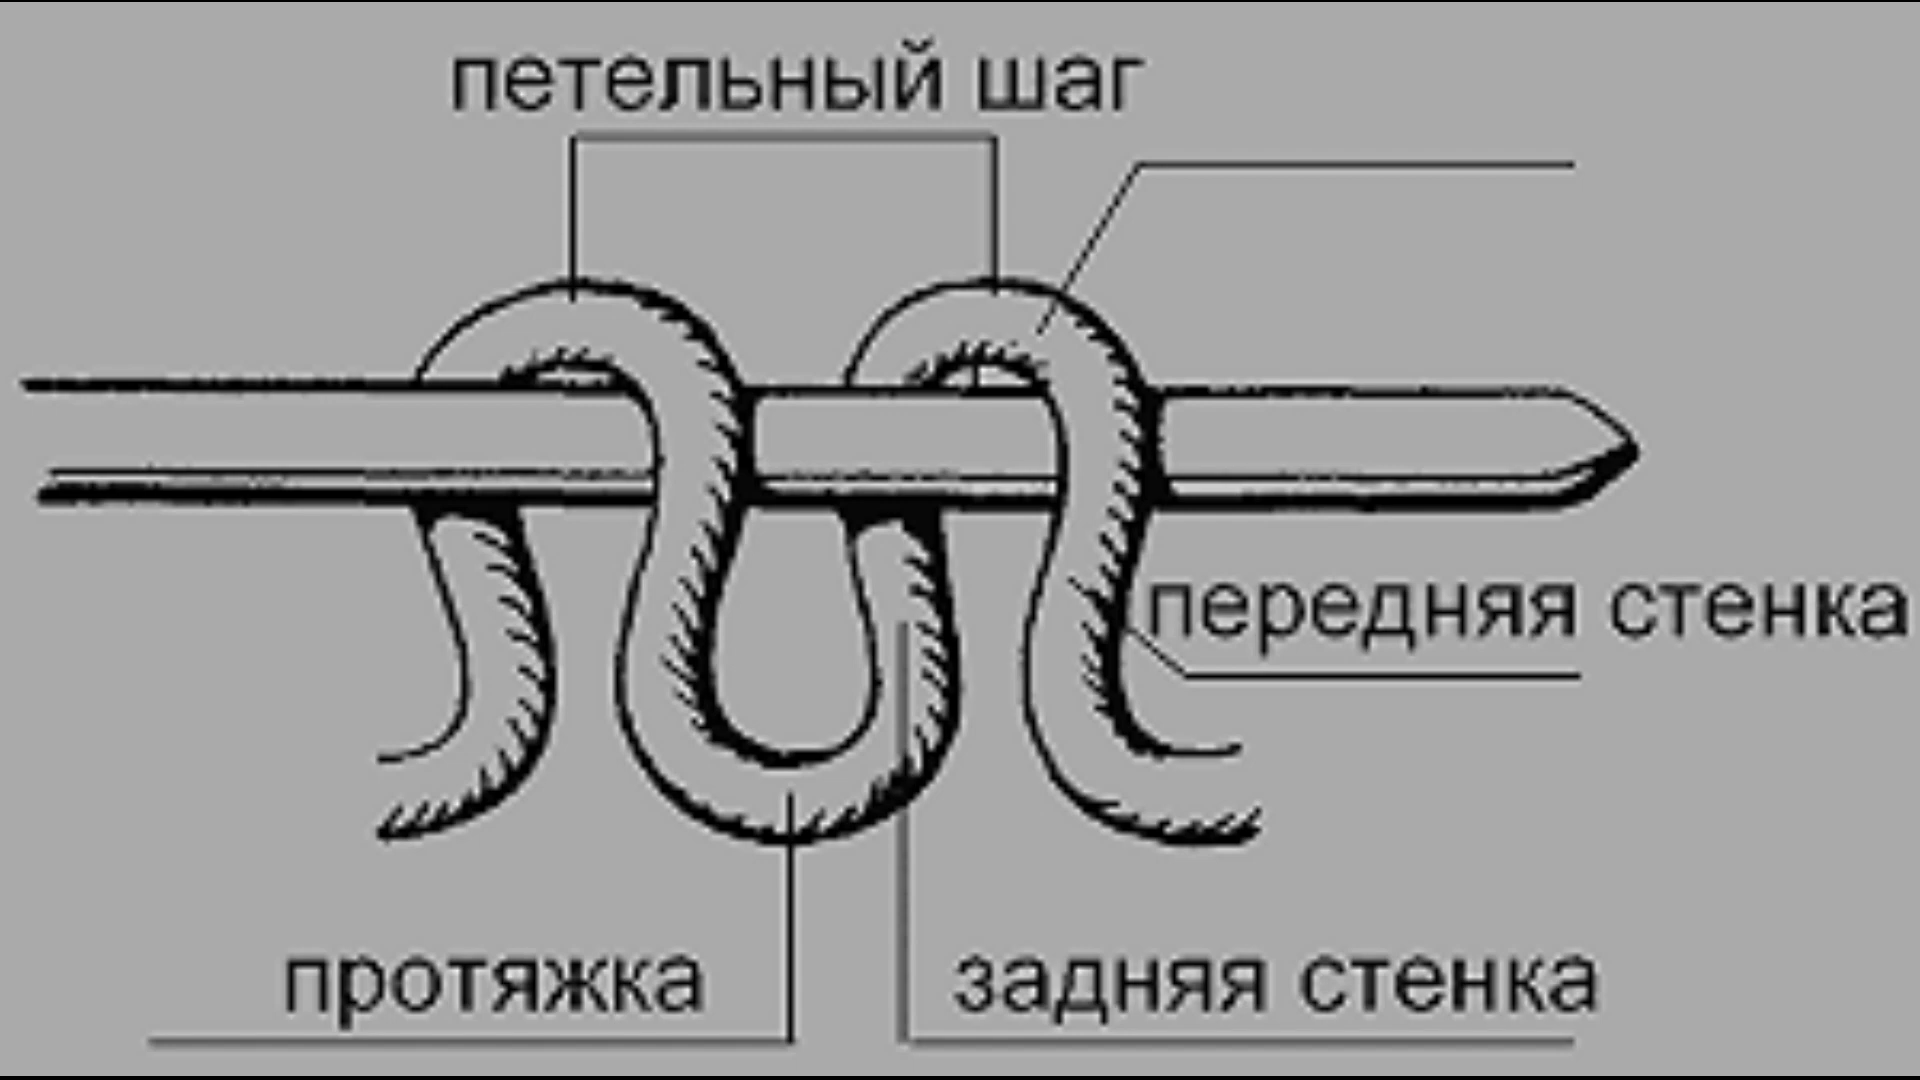 петельный шаг
передняя стенка
протяжка
задняя стенка